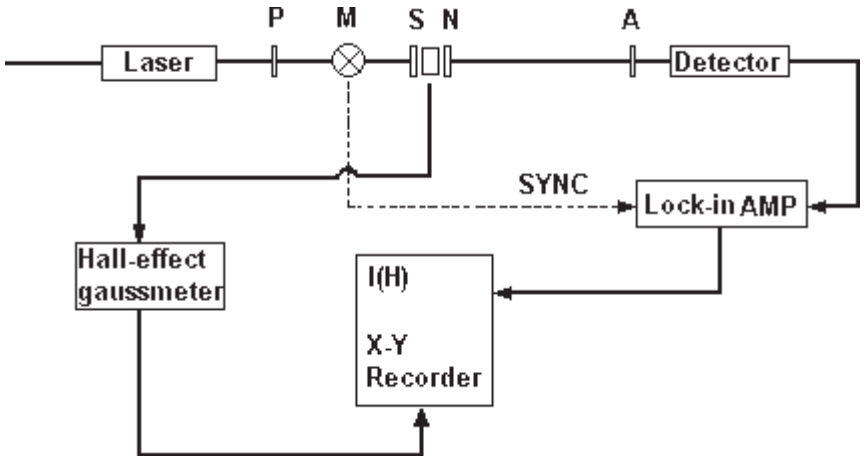 P M S N A
Laser
Detector
SYNC
Lock-in AMP
Hall-effect
gaussmeter
I(H)
X-Y
Recorder